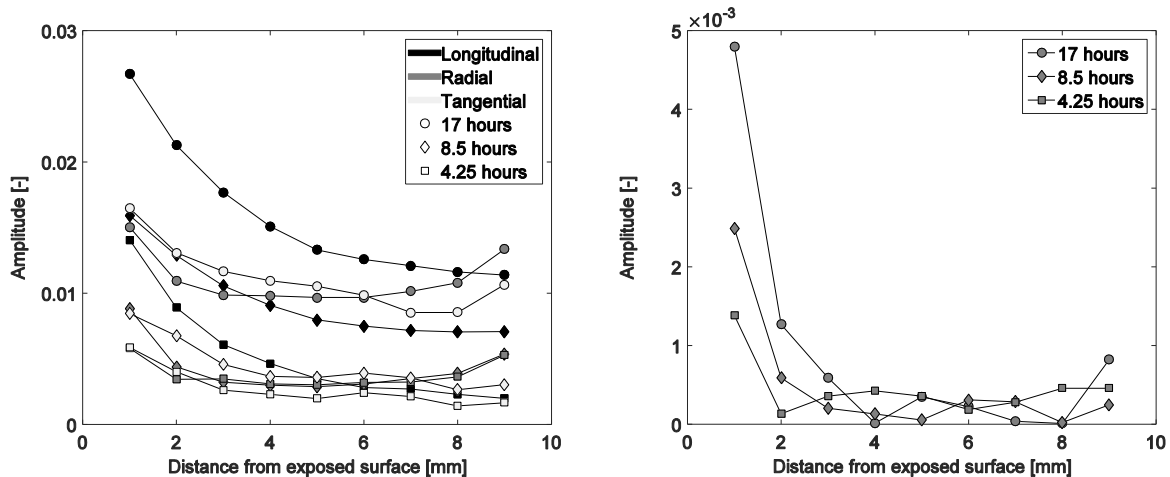 0.03
0.02
0.01
0
0 2 4 6 8 10
Amplitude [-]
Distance from exposed surface [mm]
Longitudinal
Radial
Tangential
17 hours
8.5 hours
4.25 hours
×10⁻³
5
4
3
2
1
0
0 2 4 6 8 10
Amplitude [-]
Distance from exposed surface [mm]
17 hours
8.5 hours
4.25 hours